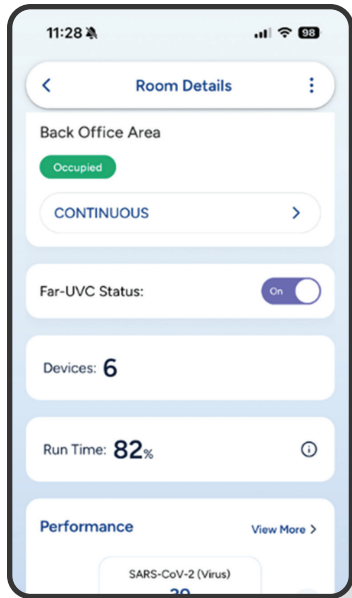 11:28
98
Room Details
Back Office Area
Occupied
CONTINUOUS
Far-UVC Status:
On
Devices: 6
Run Time: 82%
Performance
View More
SARS-CoV-2 (Virus)